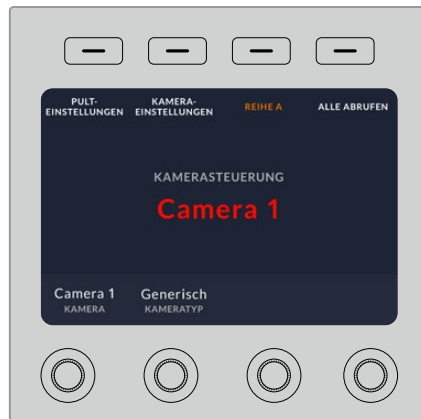 PULT-
EINSTELLUNGEN
KAMERA-
EINSTELLUNGEN
REIHE A
ALLE ABRUFEN
KAMERASTEUERUNG
Camera 1
Camera 1
KAMERA
Generisch
KAMERATYP